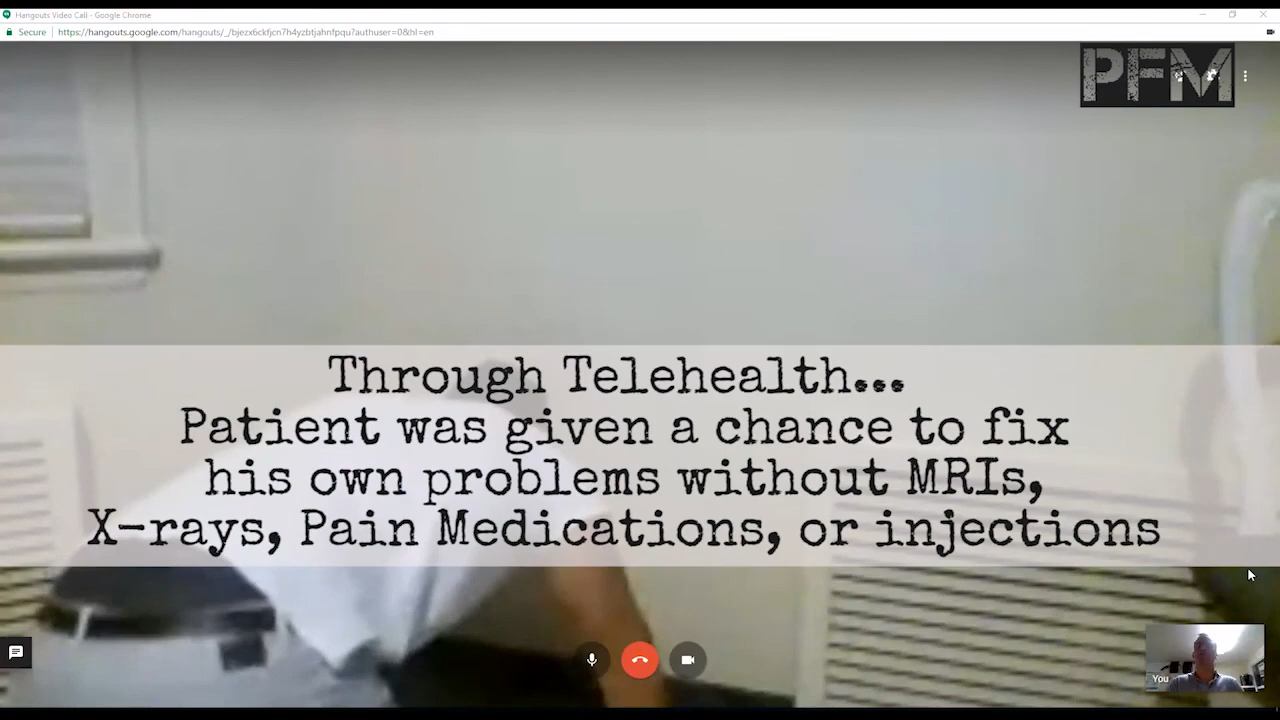 Hangouts Video Call - Google Chrome
Secure
https://hangouts.google.com/hangouts/_/bjezx6ckfjcn7h4yzbtjahnfpqu?authuser=0&hl=en
PFM
Through Telehealth...
Patient was given a chance to fix
his own problems without MRIs,
X-rays, Pain Medications, or injections
You